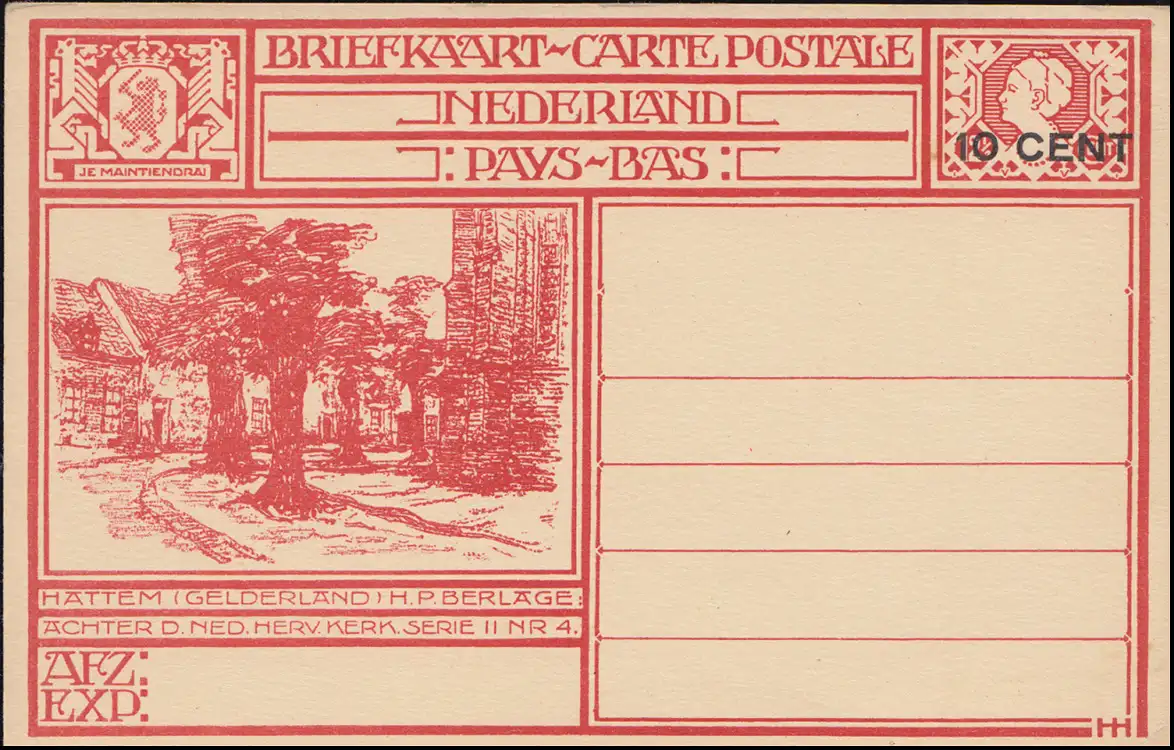 BRIEFKAART~CARTE POSTALE
NEDERLAND
PAYS~BAS:
JE MAINTIENDRAI
10 CENT
HATTEM (GELDERLAND) H.P. BERLAGE:
ACHTER D. NED. HERV. KERK. SERIE II NR 4.
AFZ:
EXP:
HH